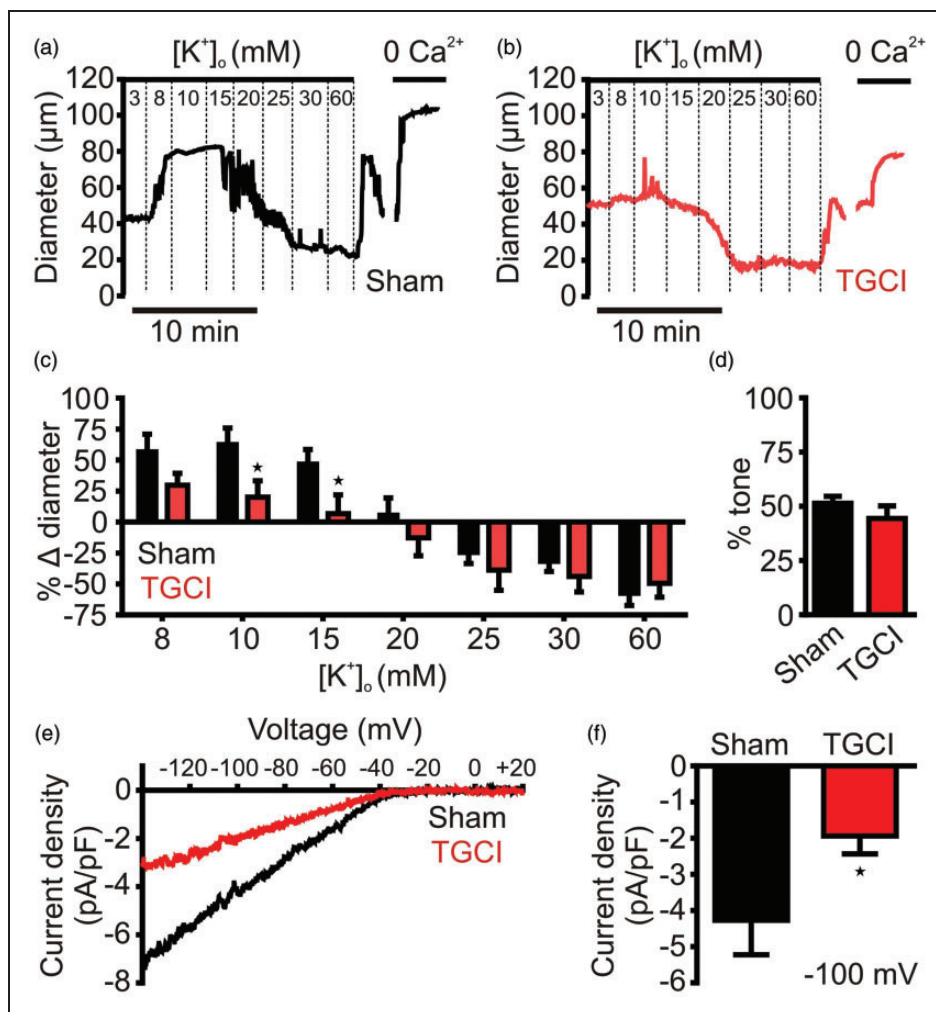 (a)
[K⁺]ₒ (mM)
0 Ca²⁺
120
100
80
60
40
20
0
Diameter (µm)
3 8 10 15 20 25 30 60
Sham
10 min
(b)
[K⁺]ₒ (mM)
0 Ca²⁺
120
100
80
60
40
20
0
Diameter (µm)
3 8 10 15 20 25 30 60
TGCI
10 min
(c)
100
75
50
25
0
-25
-50
-75
% Δ diameter
★ ★
Sham
TGCI
8 10 15 20 25 30 60
[K⁺]ₒ (mM)
(d)
100
75
50
25
0
% tone
Sham TGCI
(e)
Voltage (mV)
-120 -100 -80 -60 -40 -20 0 +20
0
-2
-4
-6
-8
Current density
(pA/pF)
Sham
TGCI
(f)
Sham TGCI
0
-1
-2
-3
-4
-5
-6
Current density
(pA/pF)
★
-100 mV